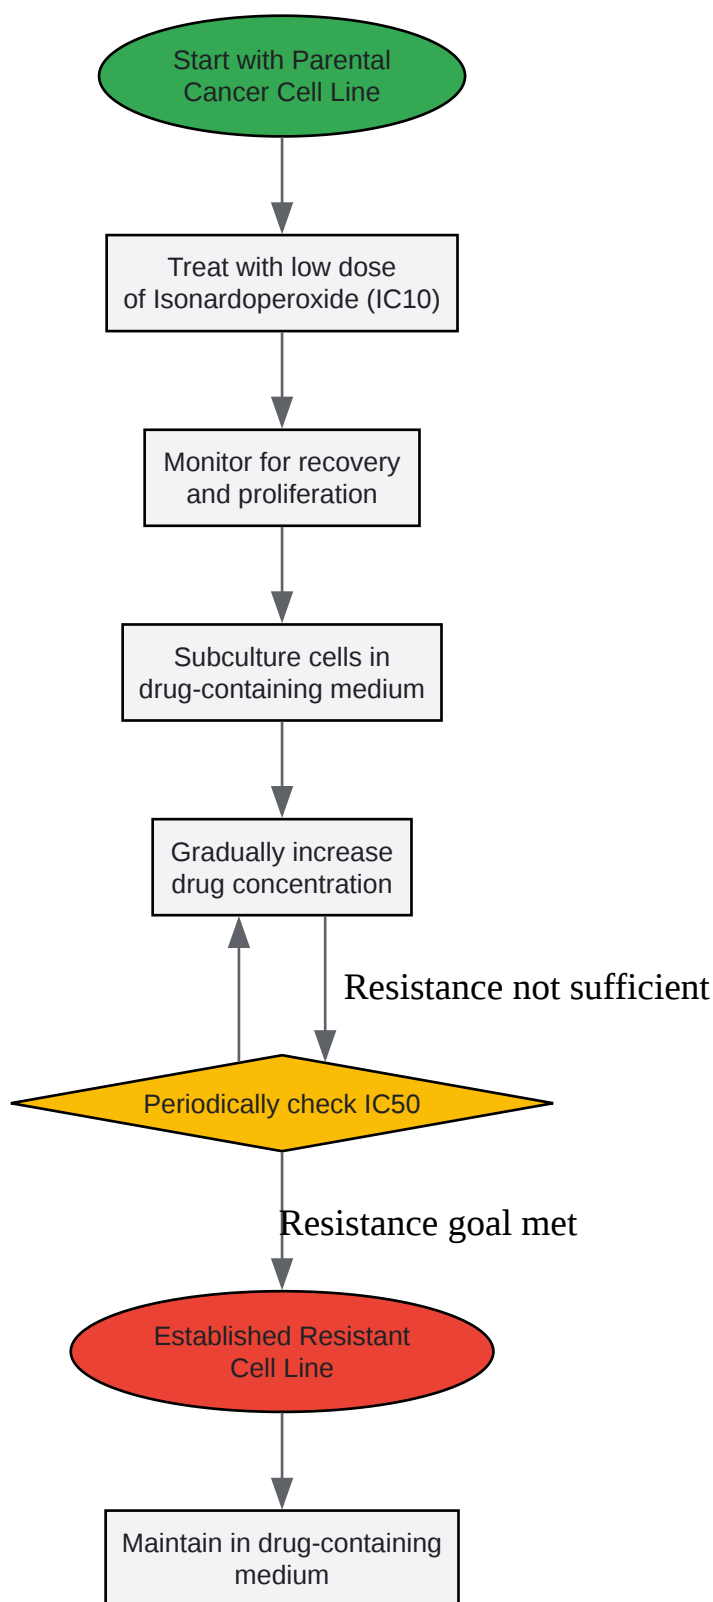 Start with Parental
Cancer Cell Line
Treat with low dose
of Isonardoperoxide (IC10)
Monitor for recovery
and proliferation
Subculture cells in
drug-containing medium
Gradually increase
drug concentration
Resistance not sufficient
Periodically check IC50
Resistance goal met
Established Resistant
Cell Line
Maintain in drug-containing
medium